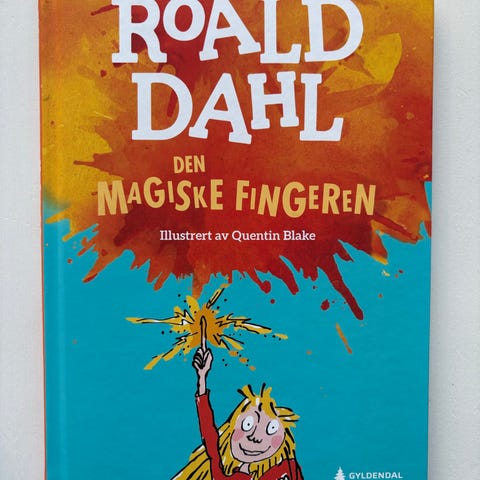 ROALD
DAHL
DEN
MAGISKE FINGEREN
Illustrert av Quentin Blake
GYLDENDAL